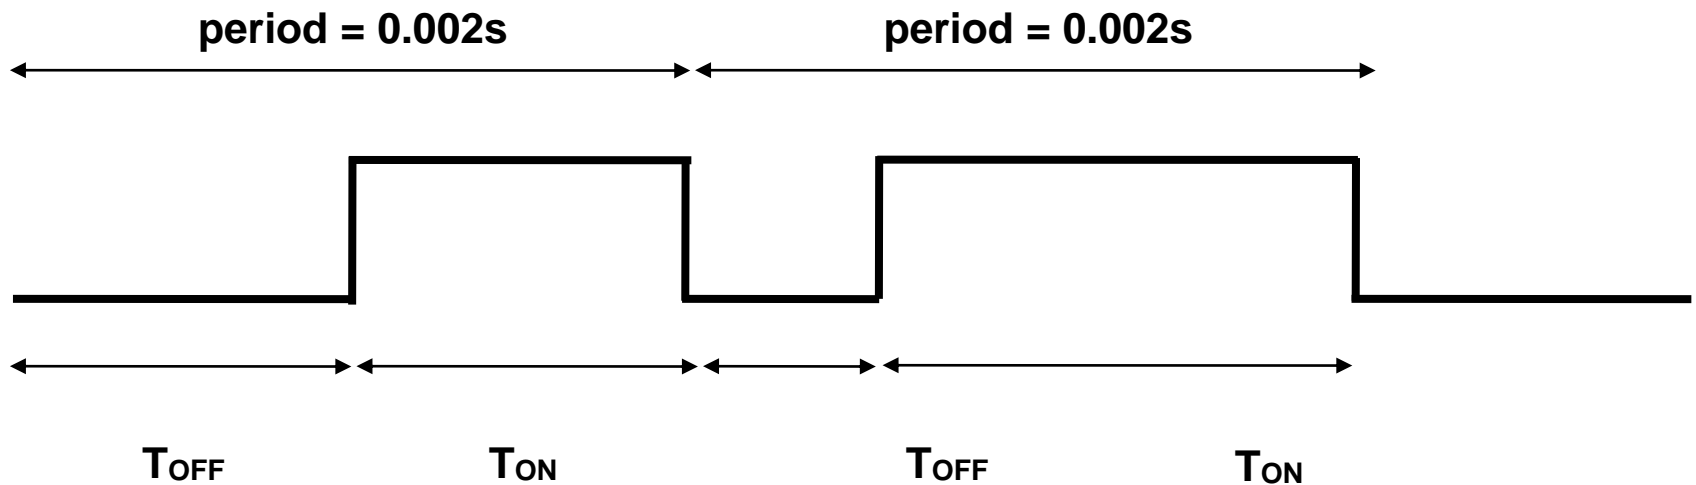 period = 0.002s period = 0.002s
TOFF TON TOFF TON